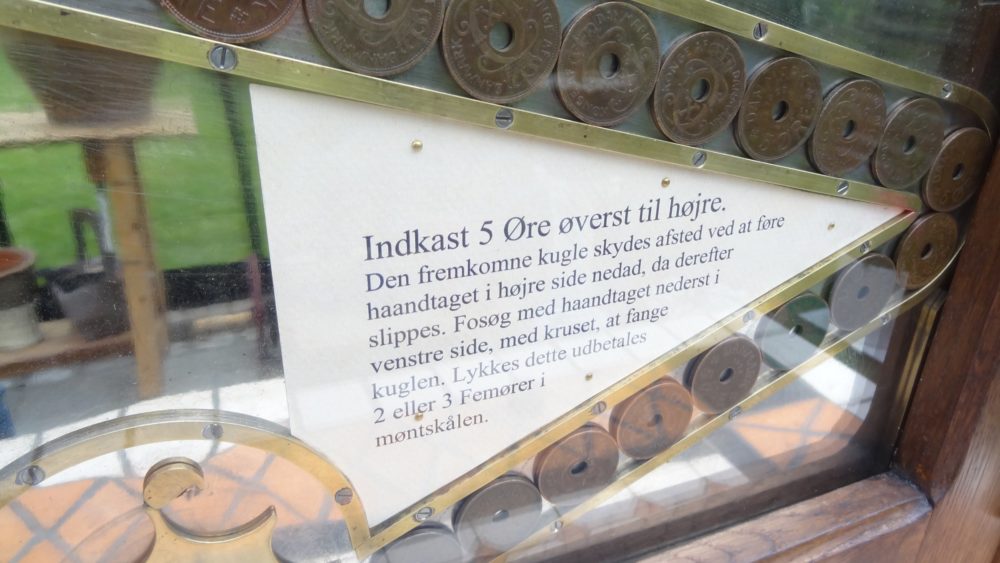 Indkast 5 Øre øverst til højre.
Den fremkomne kugle skydes afsted ved at føre
haandtaget i højre side nedad, da derefter
slippes. Fosøg med haandtaget nederst i
venstre side, med kruset, at fange
kuglen. Lykkes dette udbetales
2 eller 3 Femører i
møntskålen.